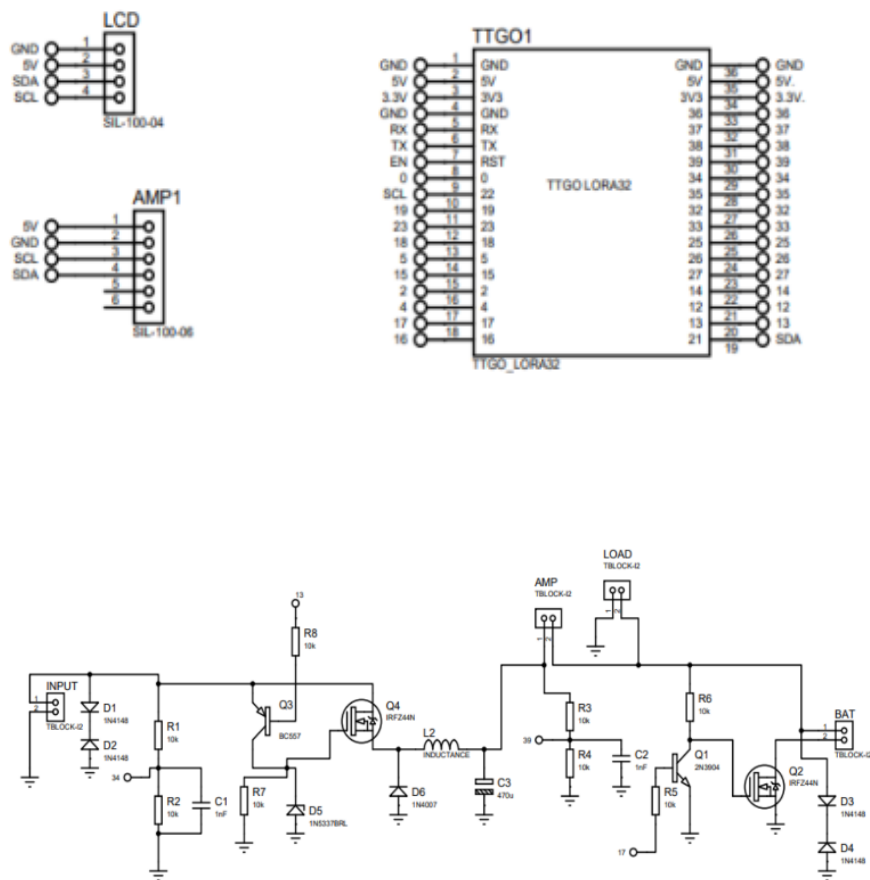 LCD
GND 1
5V 2
SDA 3
SCL 4
SIL-100-04
AMP1
5V 1
GND 2
SCL 3
SDA 4
5
6
SIL-100-06
TTGO1
GND 1 GND GND 36 GND
5V 2 5V 5V 35 5V.
3.3V 3 3V3 3V3 34 3.3V.
GND 4 GND 36 33 36
RX 5 RX 37 32 37
TX 6 TX 38 31 38
EN 7 RST 39 30 39
0 8 0 34 29 34
SCL 9 22 35 28 35
19 10 19 32 27 32
23 11 23 33 26 33
18 12 18 25 25 25
5 13 5 26 24 26
15 14 15 27 23 27
2 15 2 14 22 14
4 16 4 12 21 12
17 17 17 13 20 13
16 18 16 21 19 SDA
TTGO LORA32
TTGO_LORA32
LOAD
TBLOCK-I2
1 2
AMP
TBLOCK-I2
1 2
13
R8
10k
INPUT
1
2
TBLOCK-I2
D1
1N4148
D2
1N4148
R1
10k
34
R2
10k
C1
1nF
Q3
BC557
R7
10k
D5
1N5337BRL
Q4
IRFZ44N
D6
1N4007
L2
INDUCTANCE
C3
470u
R3
10k
39
R4
10k
C2
1nF
R6
10k
Q1
2N3904
R5
10k
17
Q2
IRFZ44N
BAT
1
2
TBLOCK-I2
D3
1N4148
D4
1N4148